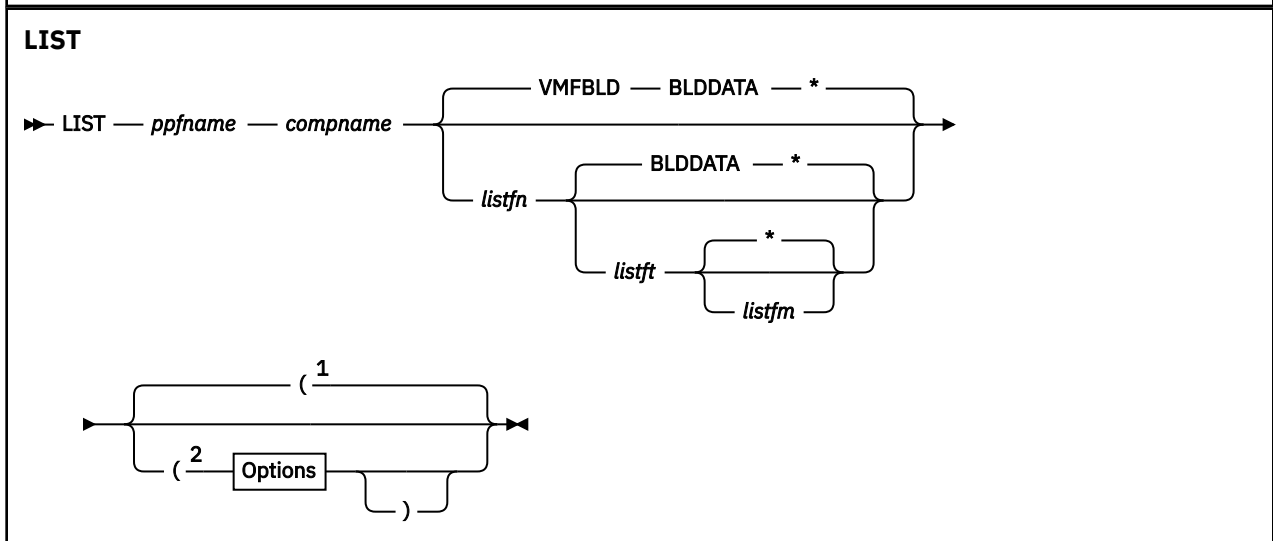 LIST
VMFBLD BLDDATA *
LIST ppfname compname
BLDDATA *
listfn
*
listft
listfm
( 1
( 2 Options
)